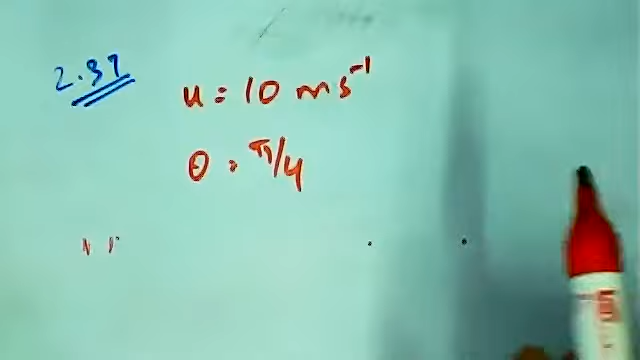 2.37
u = 10 ms⁻¹
θ = π/4